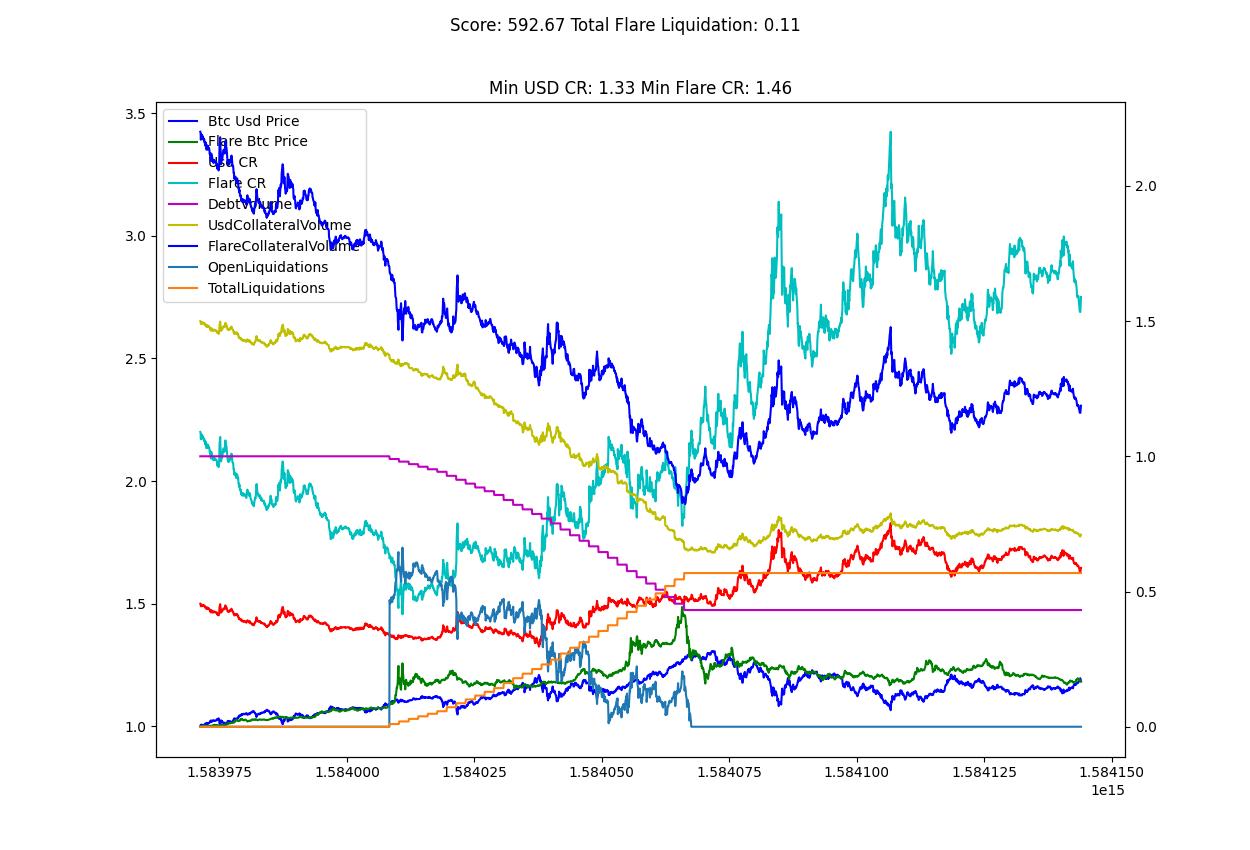 Score: 592.67 Total Flare Liquidation: 0.11
Min USD CR: 1.33 Min Flare CR: 1.46
Btc Usd Price
Flare Btc Price
Usd CR
Flare CR
DebtVolume
UsdCollateralVolume
FlareCollateralVolume
OpenLiquidations
TotalLiquidations
3.5
3.0
2.5
2.0
1.5
1.0
2.0
1.5
1.0
0.5
0.0
1.583975 1.584000 1.584025 1.584050 1.584075 1.584100 1.584125 1.584150
1e15